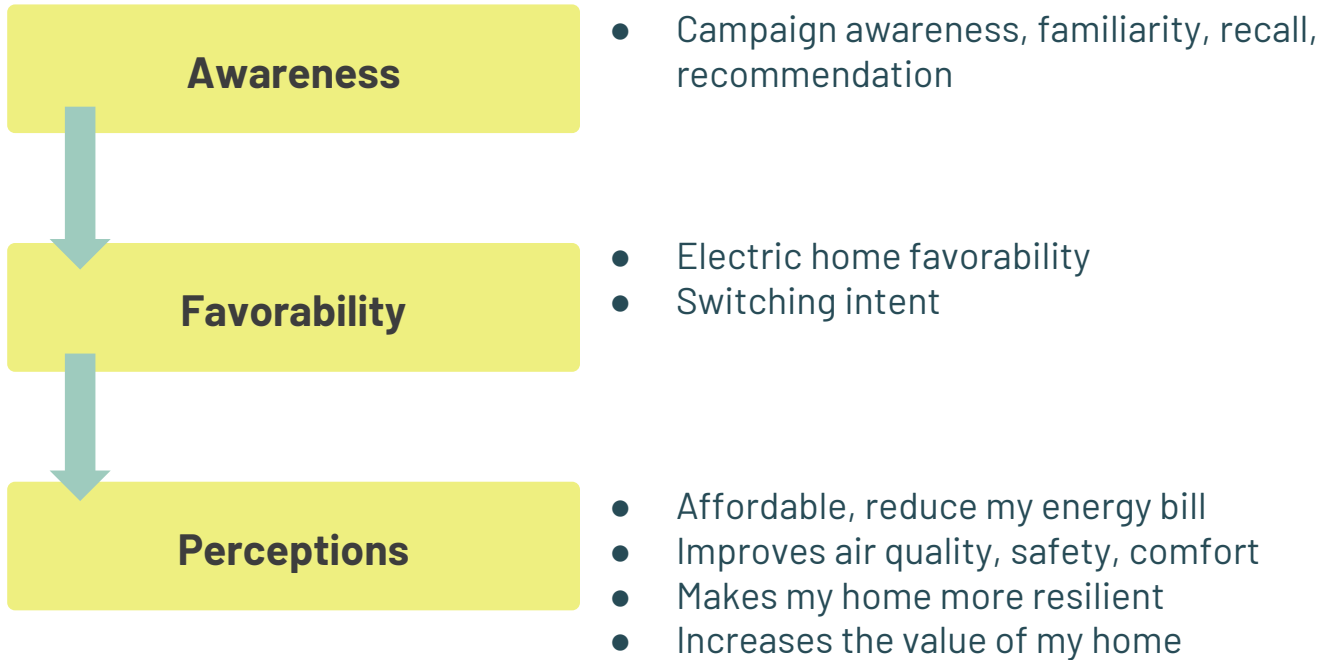 Awareness
● Campaign awareness, familiarity, recall,
recommendation
Favorability
● Electric home favorability
● Switching intent
Perceptions
● Affordable, reduce my energy bill
● Improves air quality, safety, comfort
● Makes my home more resilient
● Increases the value of my home